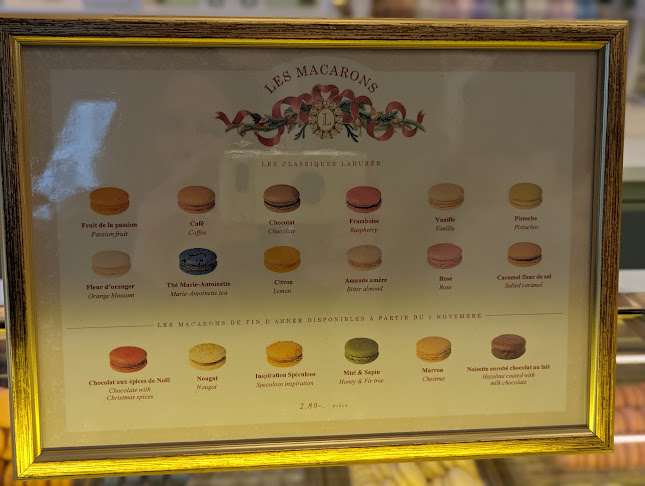 LES MACARONS
L
LES CLASSIQUES LADURÉE
Fruit de la passion Café Chocolat Framboise Vanille Pistache
Passion fruit Coffee Chocolate Raspberry Vanilla Pistachio
Fleur d'oranger Thé Marie-Antoinette Citron Amande amère Rose Caramel fleur de sel
Orange blossom Marie-Antoinette tea Lemon Bitter almond Rose Salted caramel
LES MACARONS DE FIN D'ANNÉE DISPONIBLES À PARTIR DU 1 NOVEMBRE
Chocolat aux épices de Noël Nougat Inspiration Spéculoos Miel & Sapin Marron Noisette enrobé chocolat au lait
Chocolate with Nougat Speculoos inspiration Honey & Fir tree Chestnut Hazelnut coated with
Christmas spices milk chocolate
2.80-. / Pièce